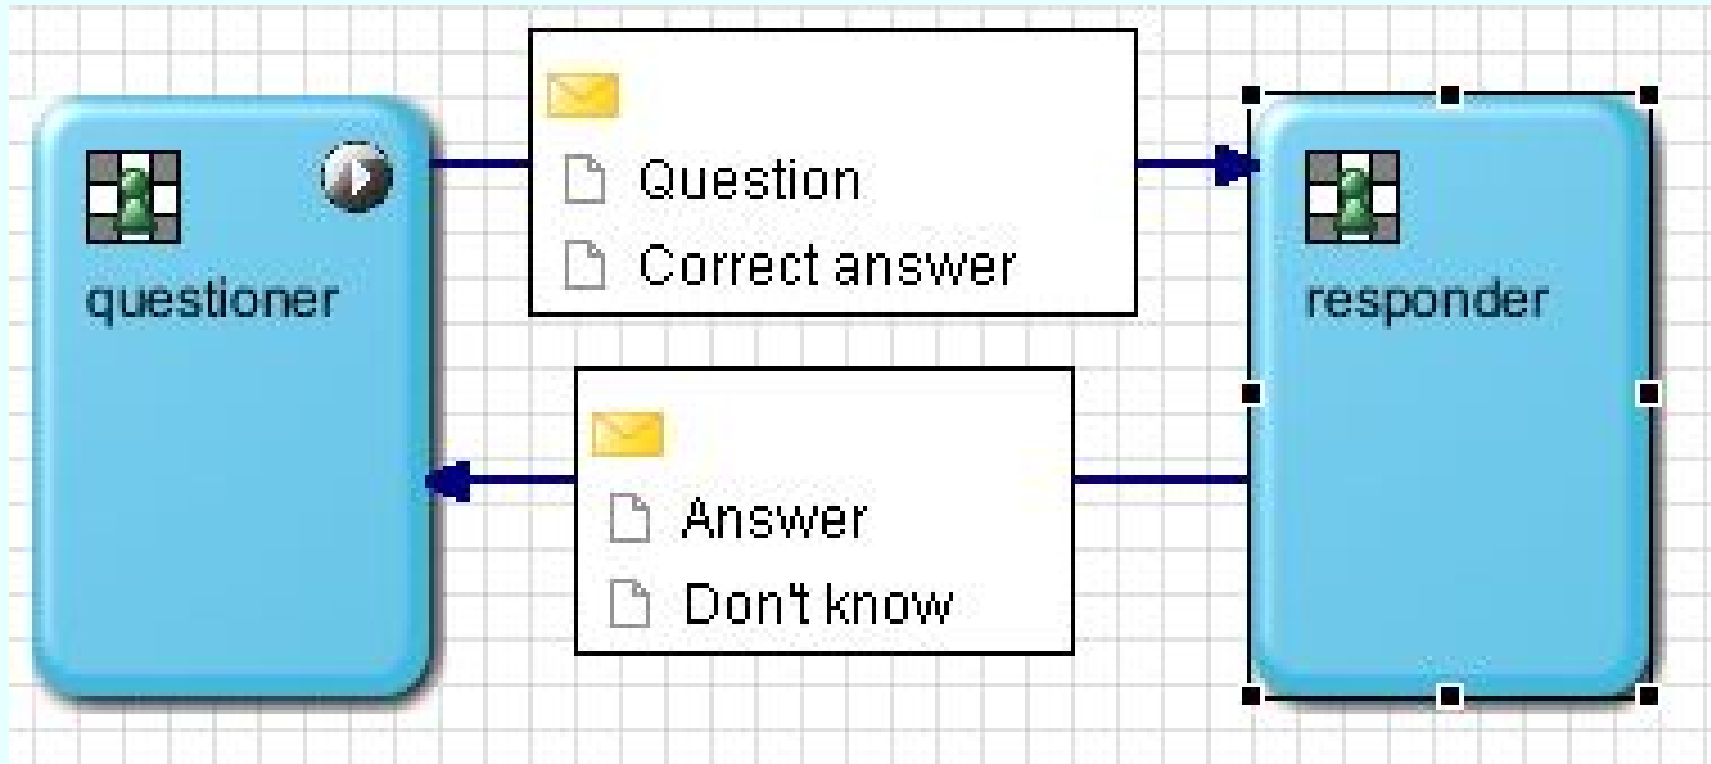 questioner
Question
Correct answer
Answer
Don't know
responder